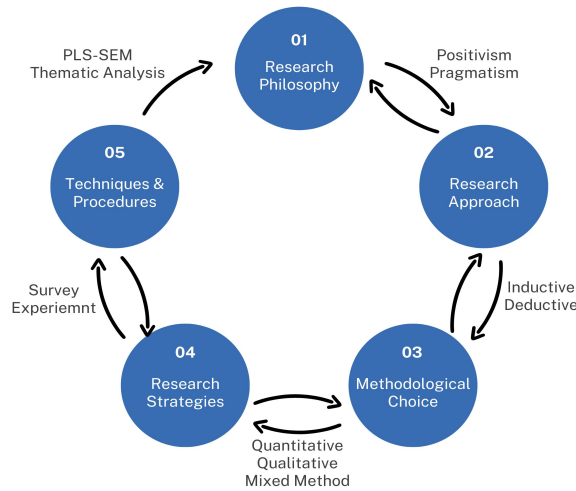 01
Research
Philosophy
Positivism
Pragmatism
02
Research
Approach
Inductive
Deductive
03
Methodological
Choice
Quantitative
Qualitative
Mixed Method
04
Research
Strategies
Survey
Experiemnt
05
Techniques &
Procedures
PLS-SEM
Thematic Analysis